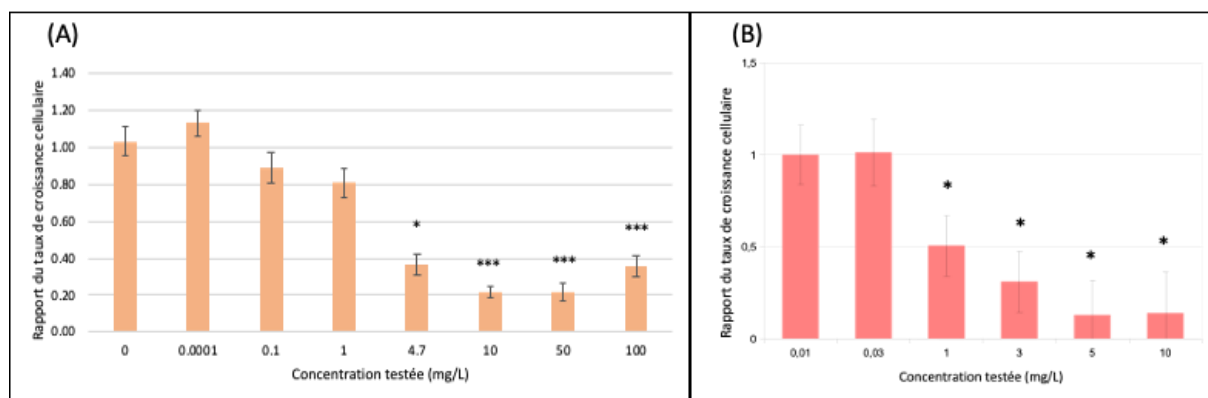 (A)
Rapport du taux de croissance cellulaire
1.40
1.20
1.00
0.80
0.60
0.40
0.20
0.00
* *** *** ***
0 0.0001 0.1 1 4.7 10 50 100
Concentration testée (mg/L)
(B)
Rapport du taux de croissance cellulaire
1,5
1
0,5
0
* * * *
0,01 0,03 1 3 5 10
Concentration testée (mg/L)